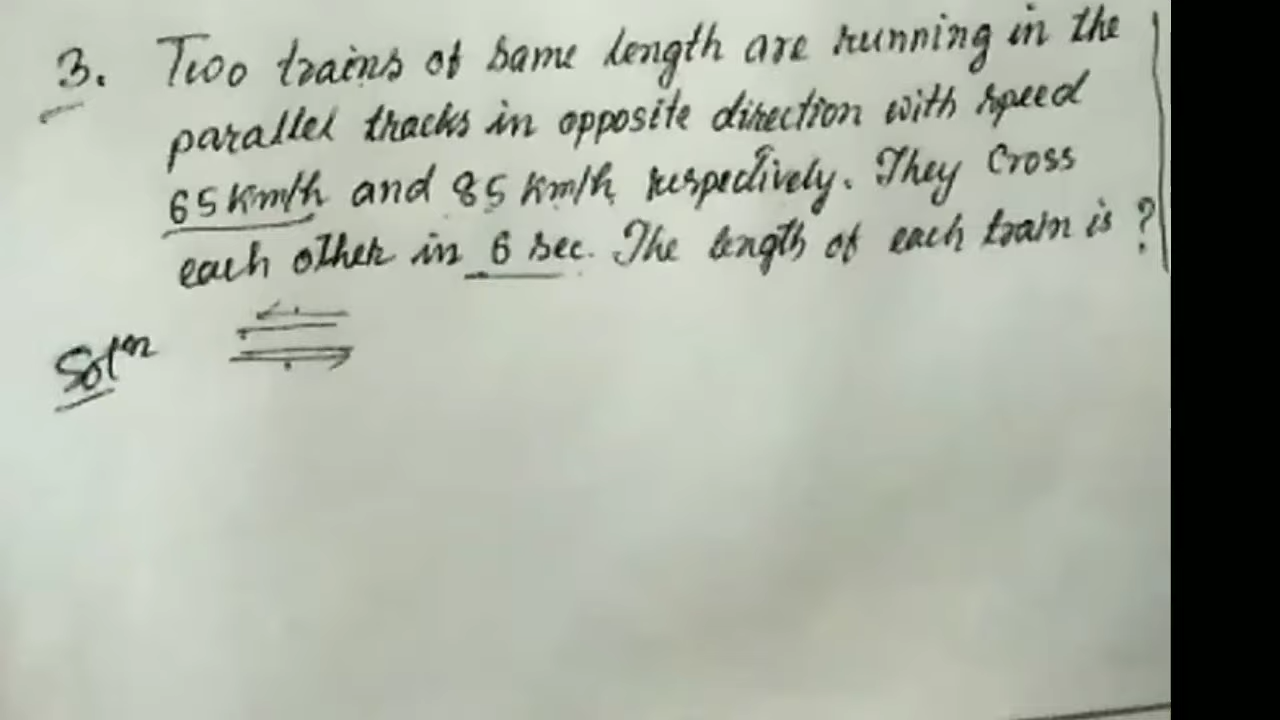 3. Two trains of same length are running in the
parallel tracks in opposite direction with speed
65 Km/h and 85 Km/h respectively. They Cross
each other in 6 sec. The length of each train is ?
Solⁿ